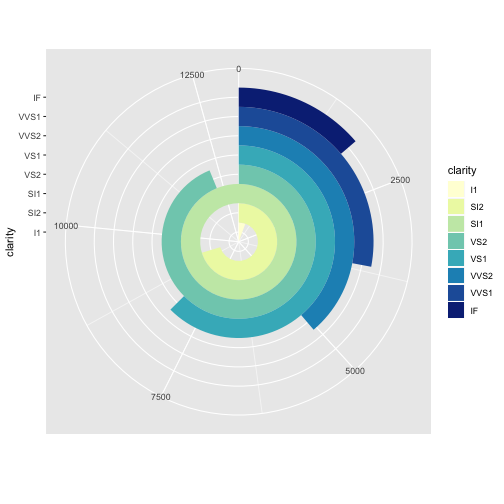 0
12500
2500
10000
5000
7500
IF
VVS1
VVS2
VS1
VS2
SI1
SI2
I1
clarity
clarity
I1
SI2
SI1
VS2
VS1
VVS2
VVS1
IF